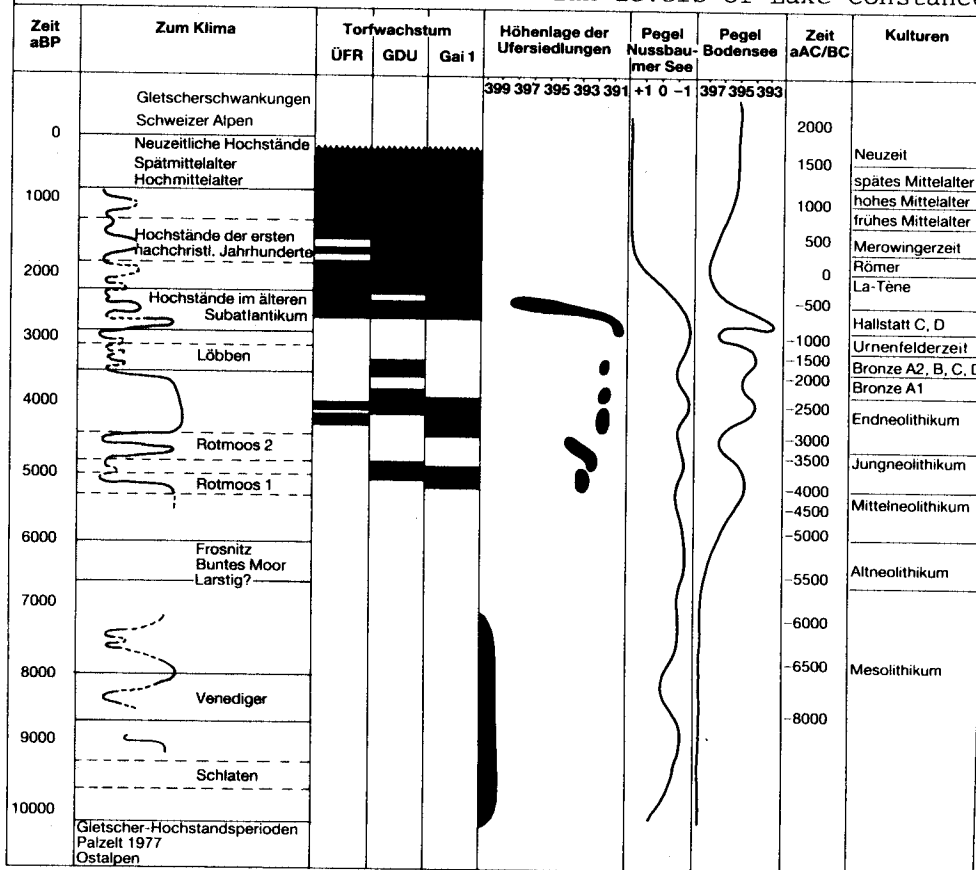 levels of Lake Constance
Zeit
aBP
Zum Klima
Torfwachstum
ÜFR GDU Gai 1
Höhenlage der
Ufersiedlungen
Pegel
Nussbau-
mer See
Pegel
Bodensee
Zeit
aAC/BC
Kulturen
399 397 395 393 391
+1 0 −1
397 395 393
0
1000
2000
3000
4000
5000
6000
7000
8000
9000
10000
Gletscherschwankungen
Schweizer Alpen
Neuzeitliche Hochstände
Spätmittelalter
Hochmittelalter
Hochstände der ersten
nachchristl. Jahrhunderte
Hochstände im älteren
Subatlantikum
Löbben
Rotmoos 2
Rotmoos 1
Frosnitz
Buntes Moor
Larstig?
Venediger
Schlaten
Gletscher-Hochstandsperioden
Palzelt 1977
Ostalpen
2000
1500
1000
500
0
−500
−1000
−1500
−2000
−2500
−3000
−3500
−4000
−4500
−5000
−5500
−6000
−6500
−8000
Neuzeit
spätes Mittelalter
hohes Mittelalter
frühes Mittelalter
Merowingerzeit
Römer
La-Tène
Hallstatt C, D
Urnenfelderzeit
Bronze A2, B, C, D
Bronze A1
Endneolithikum
Jungneolithikum
Mittelneolithikum
Altneolithikum
Mesolithikum